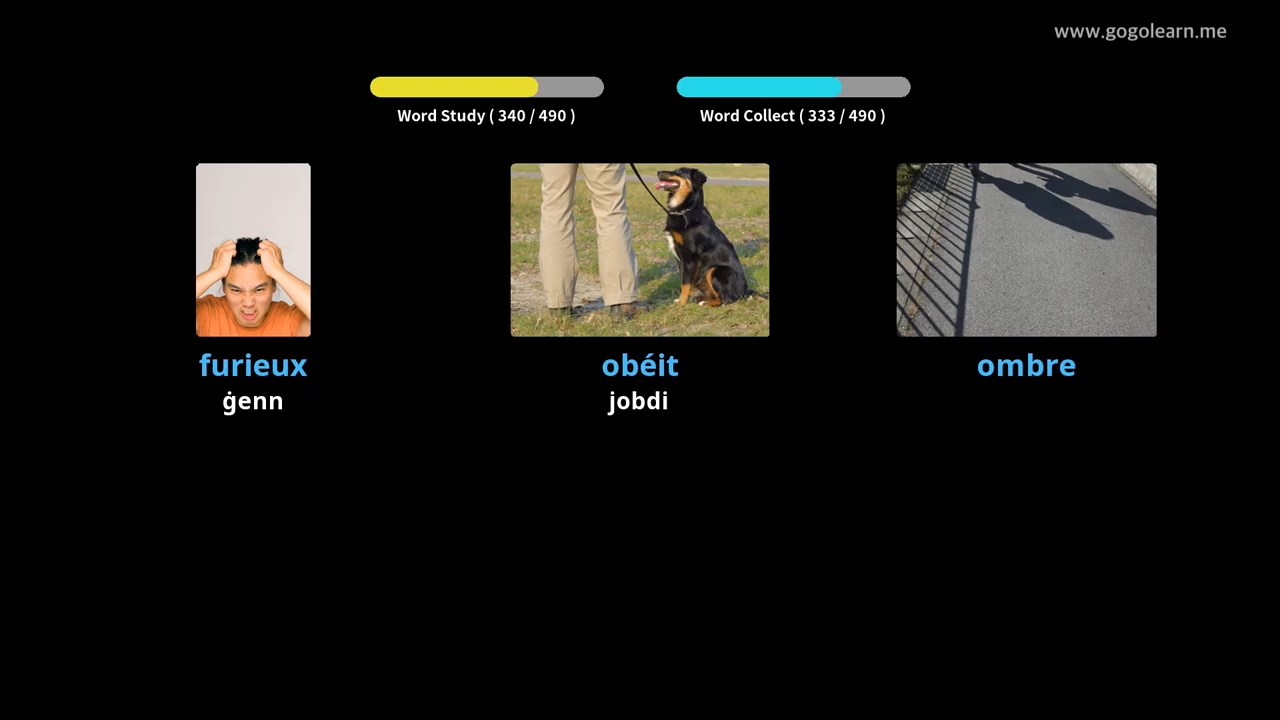 www.gogolearn.me
Word Study ( 340 / 490 )
Word Collect ( 333 / 490 )
furieux
ġenn
obéit
jobdi
ombre